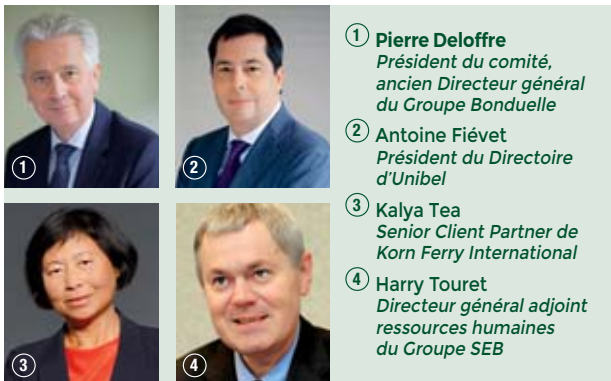 1
2
3
4
1 Pierre Deloffre
Président du comité,
ancien Directeur général
du Groupe Bonduelle
2 Antoine Fiévet
Président du Directoire
d'Unibel
3 Kalya Tea
Senior Client Partner de
Korn Ferry International
4 Harry Touret
Directeur général adjoint
ressources humaines
du Groupe SEB